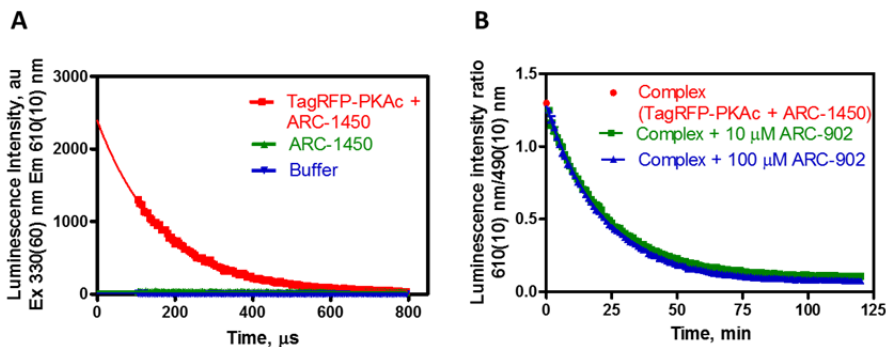 A
Luminescence Intensity, au
Ex 330(60) nm Em 610(10) nm
3000
2000
1000
0
0 200 400 600 800
Time, μs
TagRFP-PKAc +
ARC-1450
ARC-1450
Buffer
B
Luminescence intensity ratio
610(10) nm/490(10) nm
1.5
1.0
0.5
0.0
0 25 50 75 100 125
Time, min
Complex
(TagRFP-PKAc + ARC-1450)
Complex + 10 μM ARC-902
Complex + 100 μM ARC-902